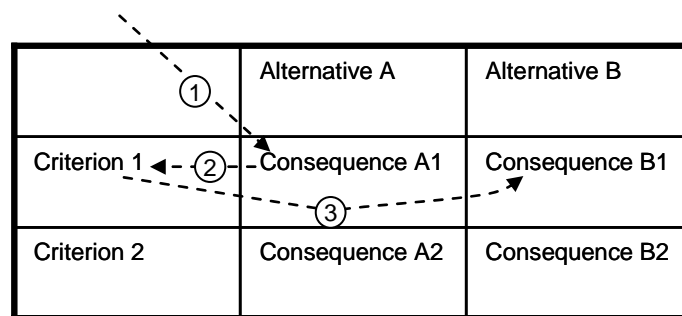 Alternative A
Alternative B
1
Criterion 1
2
Consequence A1
Consequence B1
3
Criterion 2
Consequence A2
Consequence B2